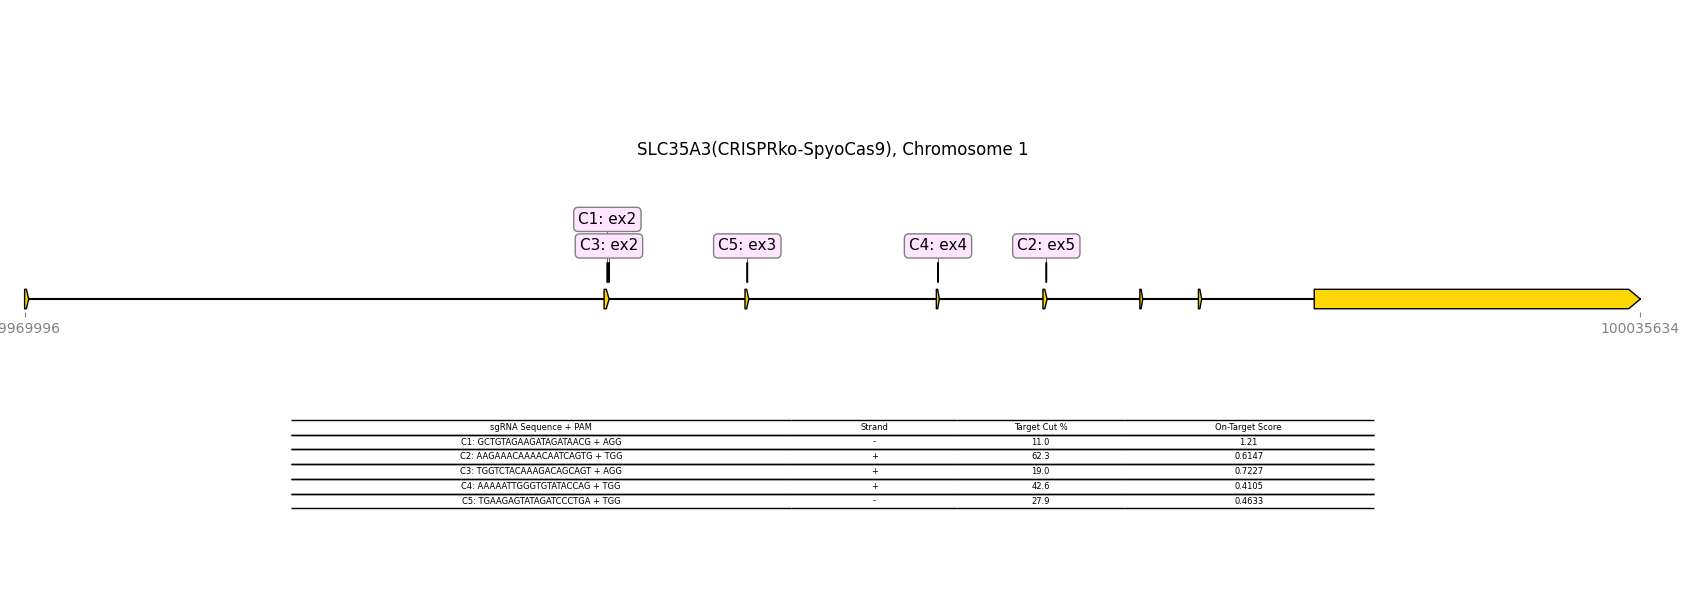 SLC35A3(CRISPRko-SpyoCas9), Chromosome 1
C1: ex2
C3: ex2 C5: ex3 C4: ex4 C2: ex5
9969996 100035634
sgRNA Sequence + PAM Strand Target Cut % On-Target Score
C1: GCTGTAGAAGATAGATAACG + AGG - 11.0 1.21
C2: AAGAAACAAAACAATCAGTG + TGG + 62.3 0.6147
C3: TGGTCTACAAAGACAGCAGT + AGG + 19.0 0.7227
C4: AAAAATTGGGTGTATACCAG + TGG + 42.6 0.4105
C5: TGAAGAGTATAGATCCCTGA + TGG - 27.9 0.4633